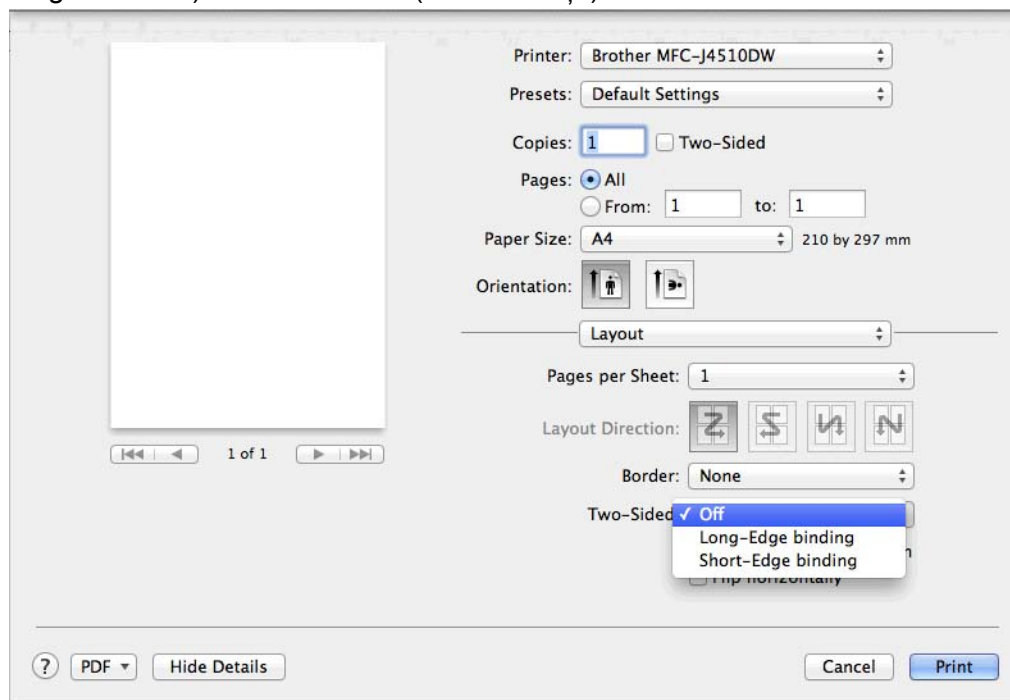 Printer: Brother MFC-J4510DW
Presets: Default Settings
Copies: 1 Two-Sided
Pages: All
From: 1 to: 1
Paper Size: A4 210 by 297 mm
Orientation:
Layout
Pages per Sheet: 1
Layout Direction:
1 of 1
Border: None
Two-Sided ✓ Off
Long-Edge binding
Short-Edge binding
Flip horizontally
? PDF Hide Details Cancel Print